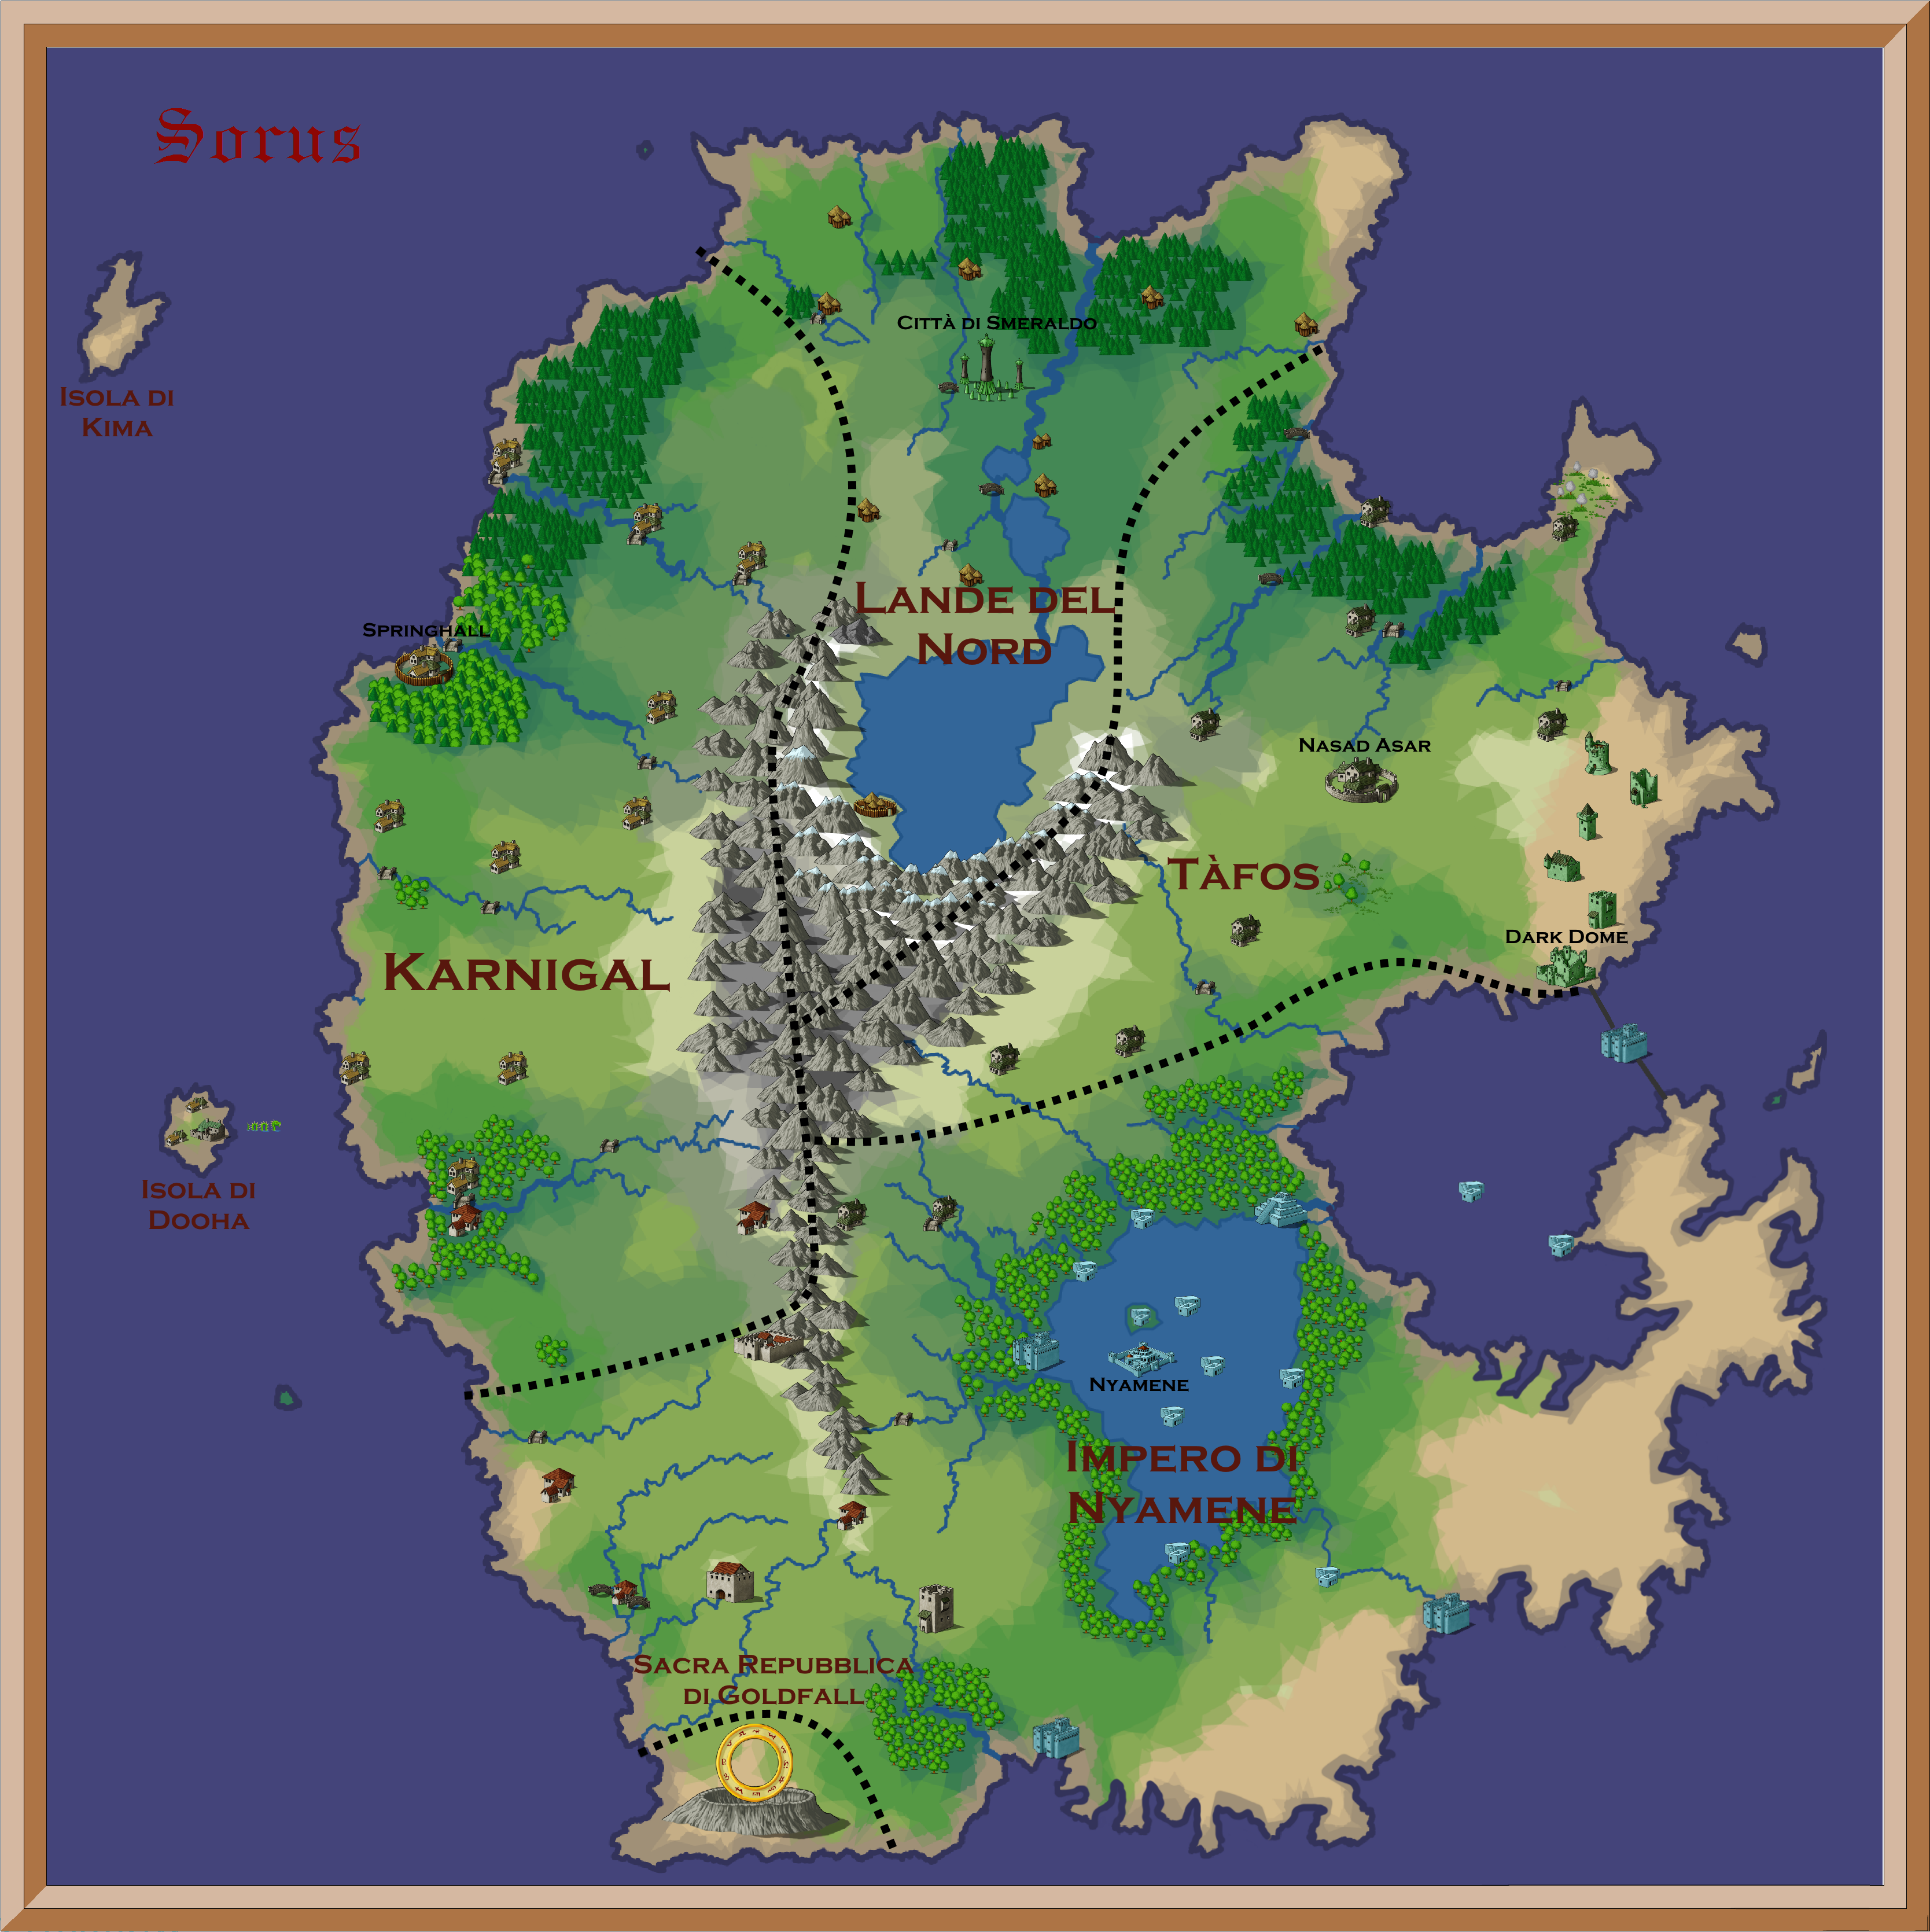 Sorus
Città di Smeraldo
Isola di
Kima
Lande del
Nord
Springhall
Nasad Asar
Tàfos
Dark Dome
Karnigal
Isola di
Dooha
Nyamene
Impero di
Nyamene
Sacra Repubblica
di Goldfall